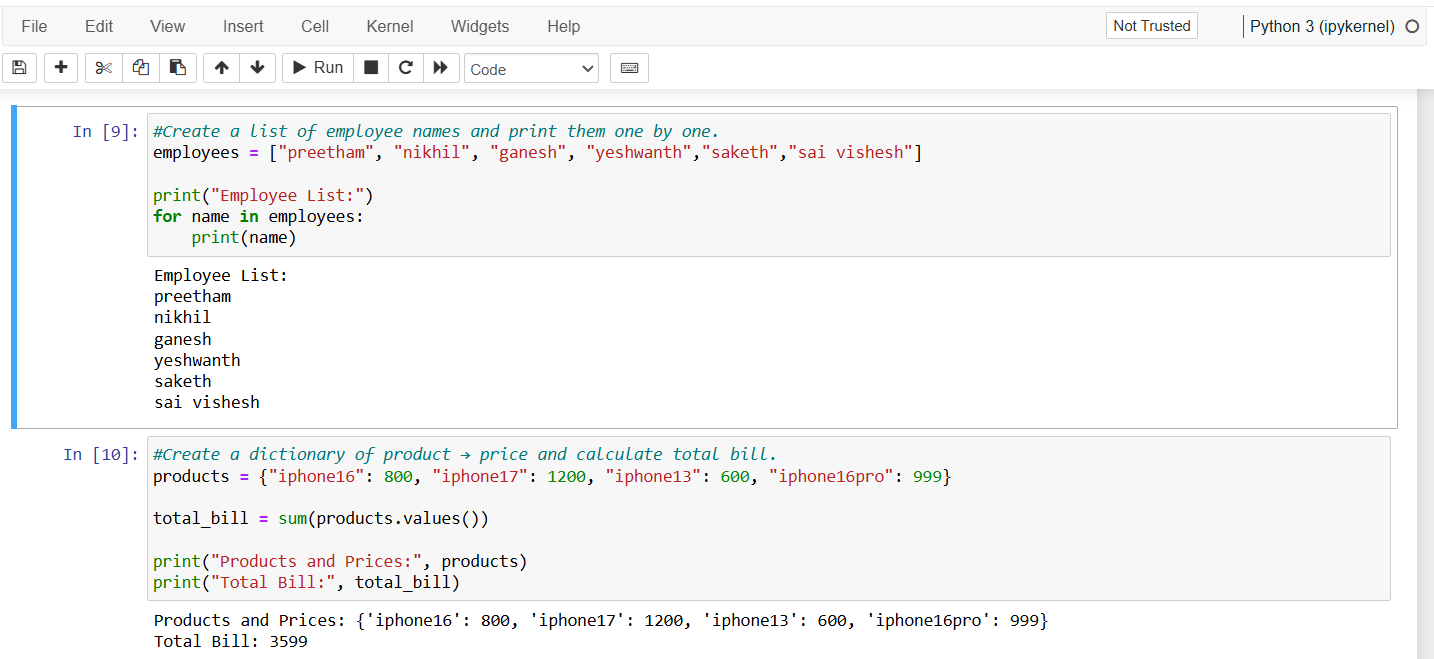 File Edit View Insert Cell Kernel Widgets Help Not Trusted Python 3 (ipykernel)
Run Code
In [9]: #Create a list of employee names and print them one by one.
employees = ["preetham", "nikhil", "ganesh", "yeshwanth","saketh","sai vishesh"]
print("Employee List:")
for name in employees:
    print(name)
Employee List:
preetham
nikhil
ganesh
yeshwanth
saketh
sai vishesh
In [10]: #Create a dictionary of product → price and calculate total bill.
products = {"iphone16": 800, "iphone17": 1200, "iphone13": 600, "iphone16pro": 999}
total_bill = sum(products.values())
print("Products and Prices:", products)
print("Total Bill:", total_bill)
Products and Prices: {'iphone16': 800, 'iphone17': 1200, 'iphone13': 600, 'iphone16pro': 999}
Total Bill: 3599